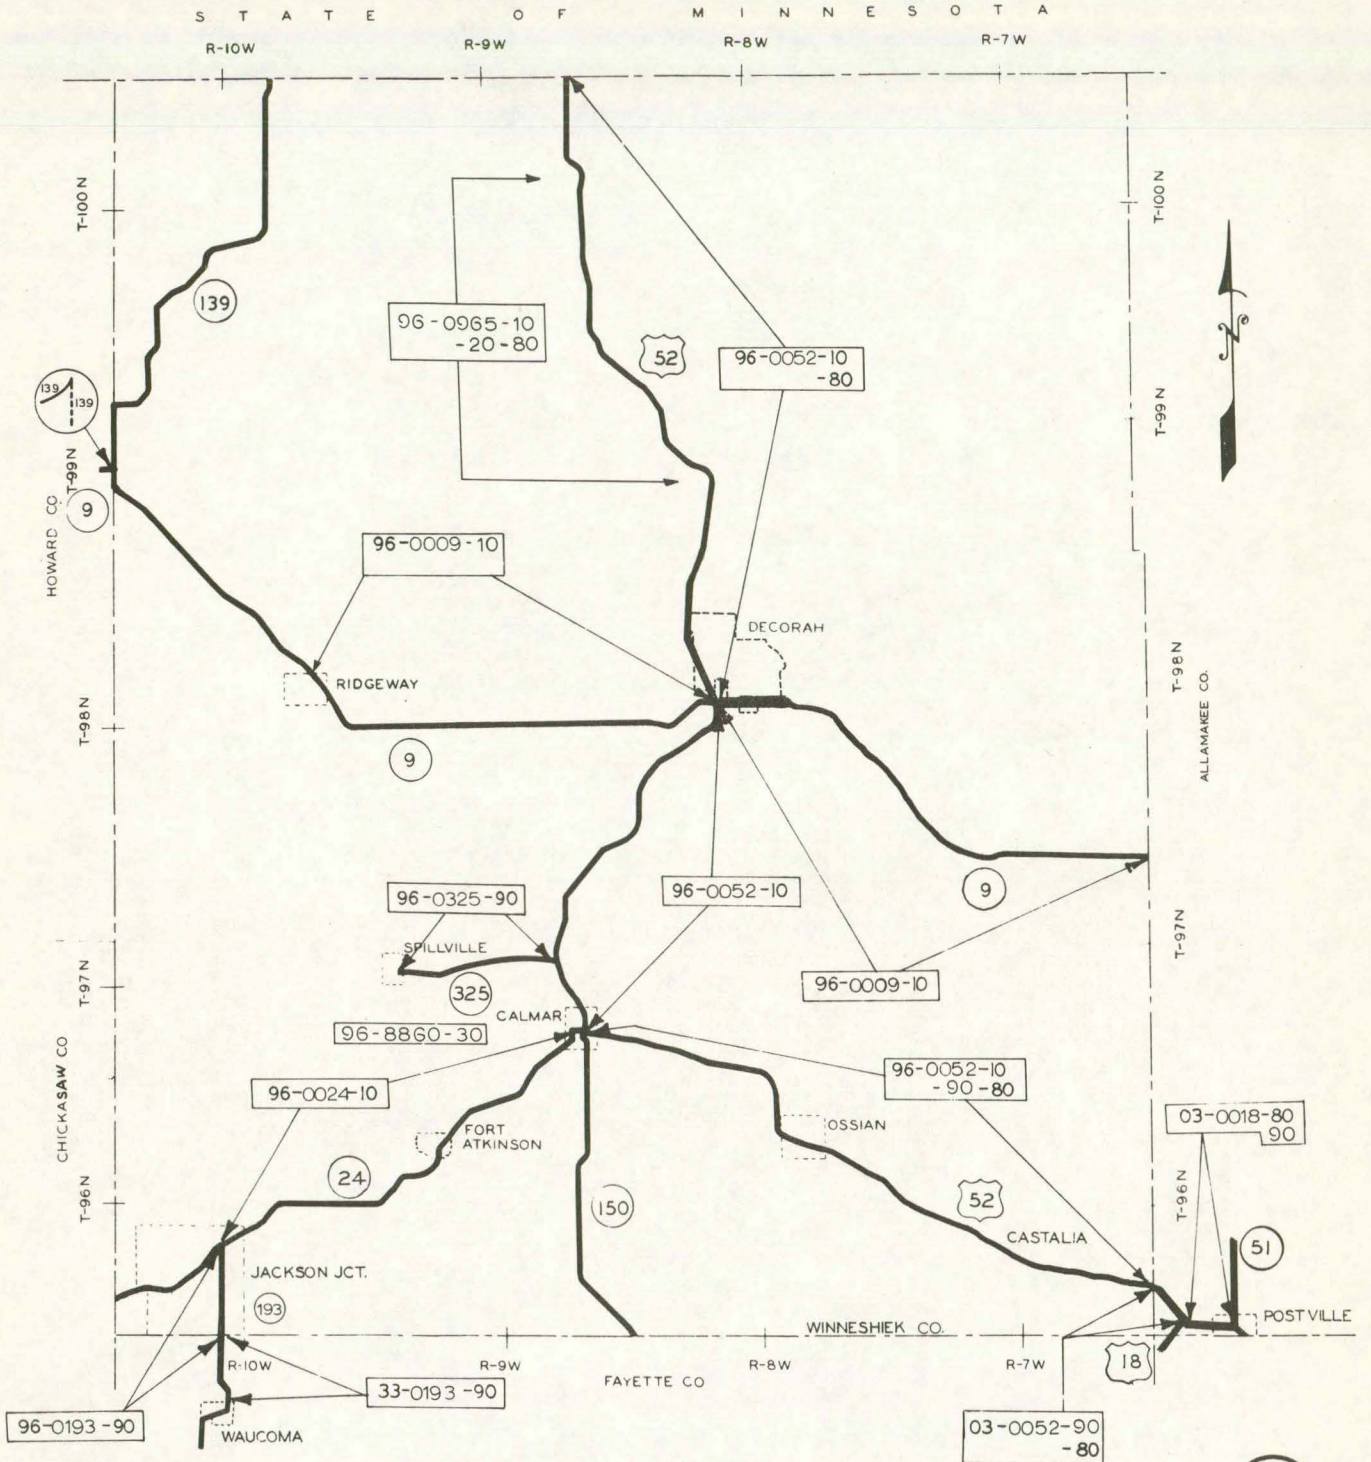 STATE OF MINNESOTA
R-10W R-9W R-8W R-7W
T-100N
T-100N
139
96-0965-10
-20-80
52
96-0052-10
-80
139
139
T-99N
T-99N
HOWARD CO
9
96-0009-10
DECORAH
RIDGEWAY
T-98N
ALLAMAKEE CO.
T-98N
9
96-0325-90
96-0052-10
9
SPILLVILLE
T-97N
T-97N
325
96-0009-10
CALMAR
96-8860-30
96-0024-10
96-0052-10
-90-80
CHICKASAW CO
FORT
ATKINSON
OSSIAN
03-0018-80
90
24
T-96N
T-96N
150
52
CASTALIA
51
JACKSON JCT.
193
POSTVILLE
WINNESHIEK CO.
R-10W R-9W R-8W R-7W
18
FAYETTE CO
33-0193-90
96-0193-90
WAUCOMA
03-0052-90
-80